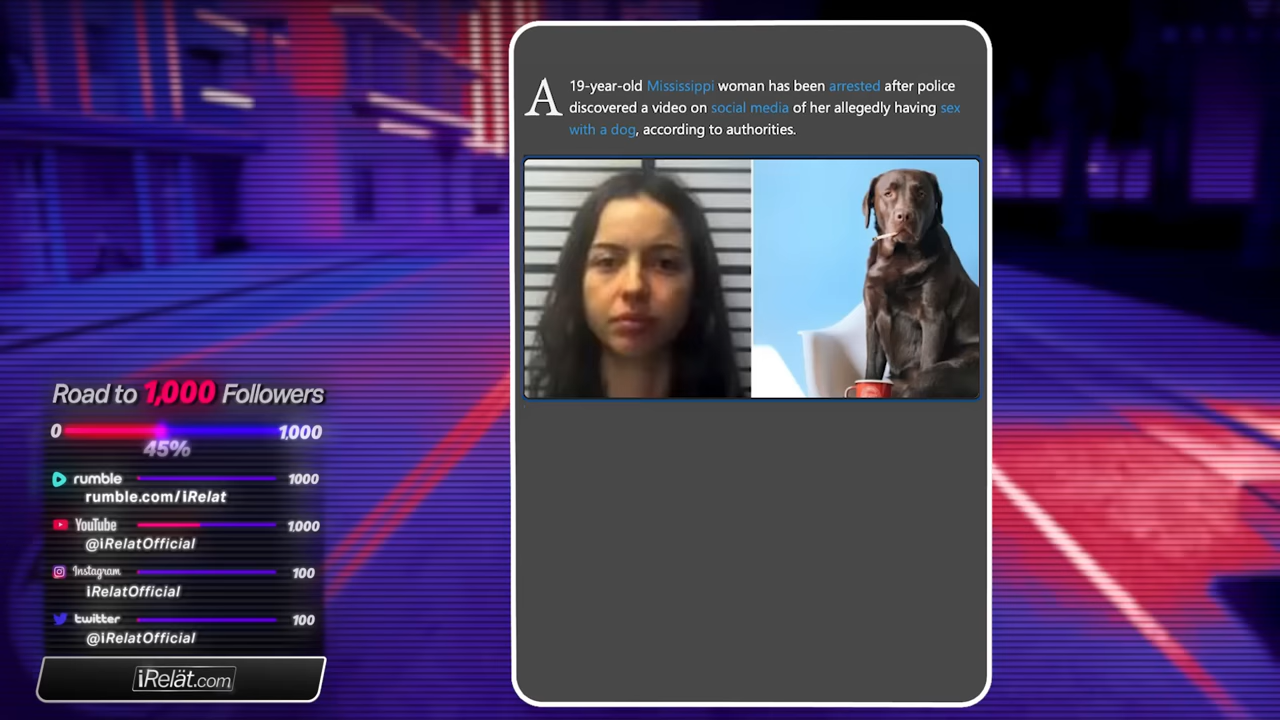 A 19-year-old Mississippi woman has been arrested after police
discovered a video on social media of her allegedly having sex
with a dog, according to authorities.
Road to 1,000 Followers
0 1,000
45%
rumble 1000
rumble.com/iRelat
YouTube 1,000
@iRelatOfficial
Instagram 100
iRelatOfficial
twitter 100
@iRelatOfficial
iRelät.com